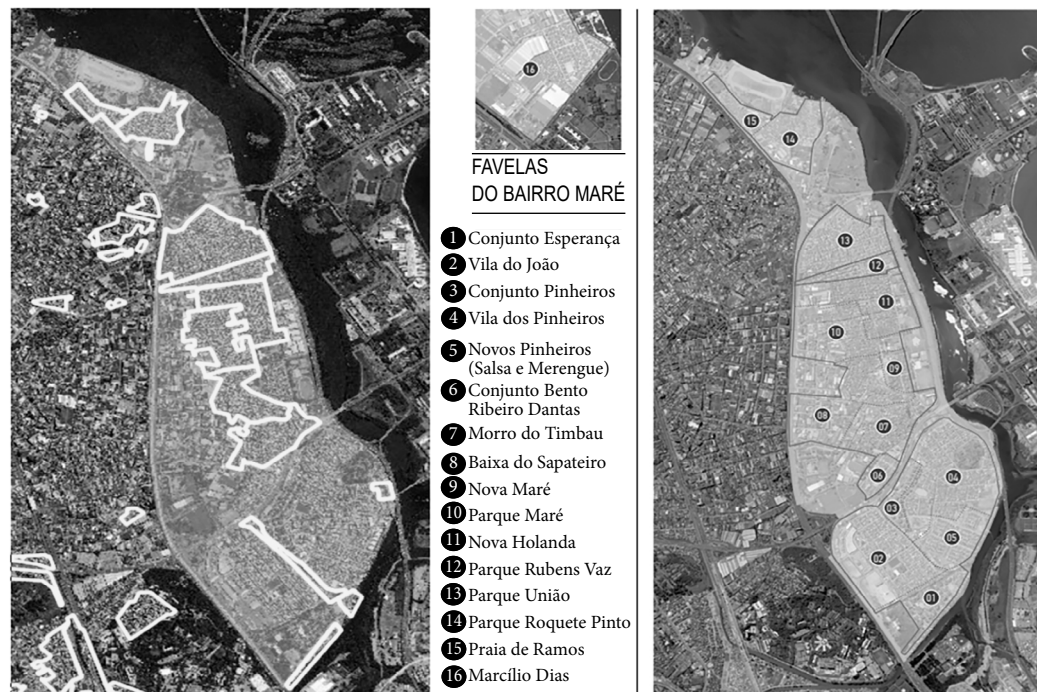 16
FAVELAS
DO BAIRRO MARÉ
1 Conjunto Esperança
2 Vila do João
3 Conjunto Pinheiros
4 Vila dos Pinheiros
5 Novos Pinheiros
(Salsa e Merengue)
6 Conjunto Bento
Ribeiro Dantas
7 Morro do Timbau
8 Baixa do Sapateiro
9 Nova Maré
10 Parque Maré
11 Nova Holanda
12 Parque Rubens Vaz
13 Parque União
14 Parque Roquete Pinto
15 Praia de Ramos
16 Marcílio Dias
15
14
13
12
11
10
09
08
07
06
04
03
05
02
01